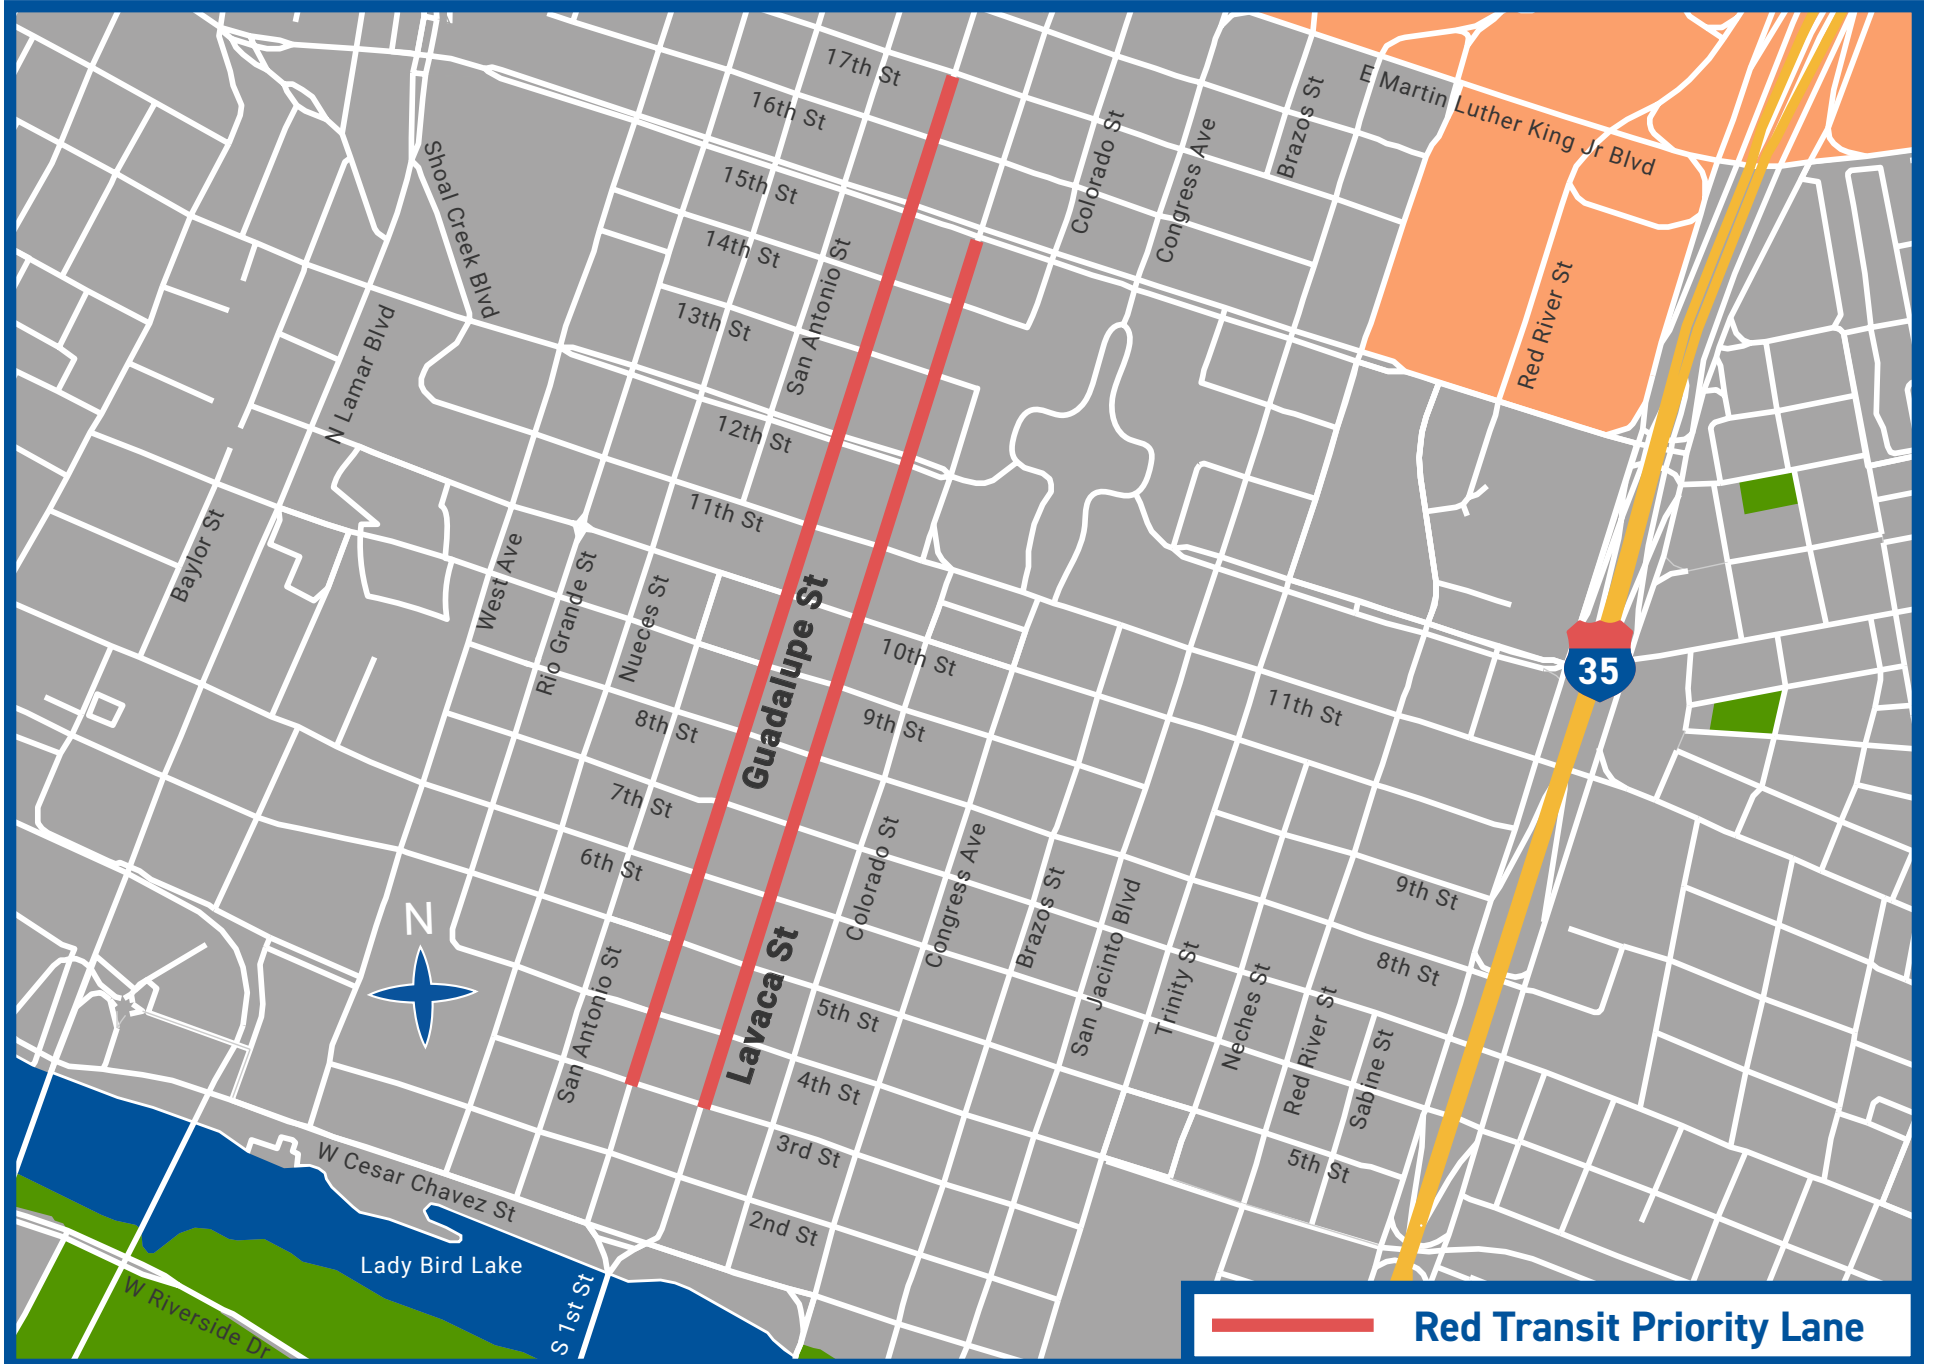 17th St
16th St
15th St
14th St
13th St
12th St
11th St
10th St
9th St
8th St
7th St
6th St
5th St
4th St
3rd St
2nd St
E Martin Luther King Jr Blvd
Brazos St
Colorado St
Congress Ave
Shoal Creek Blvd
San Antonio St
N Lamar Blvd
Red River St
Baylor St
West Ave
Rio Grande St
Nueces St
Guadalupe St
35
11th St
9th St
8th St
5th St
Colorado St
Congress Ave
Brazos St
San Jacinto Blvd
Trinity St
Neches St
Red River St
Sabine St
Lavaca St
San Antonio St
N
W Cesar Chavez St
Lady Bird Lake
S 1st St
W Riverside Dr
Red Transit Priority Lane